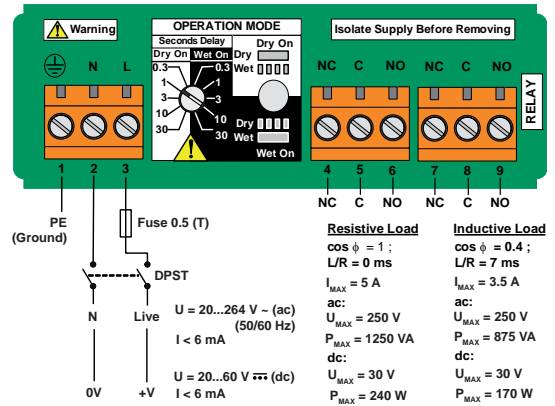 Warning
OPERATION MODE
Isolate Supply Before Removing
Seconds Delay
Dry On Wet On
Dry On
Dry
Wet
0.3 0.3
1 1
3 3
10 10
30 30
Dry
Wet
Wet On
N L
NC C NO NC C NO
RELAY
1 2 3
4 5 6 7 8 9
NC C NO NC C NO
PE
(Ground)
Fuse 0.5 (T)
DPST
N Live
0V +V
U = 20...264 V ~ (ac)
(50/60 Hz)
I < 6 mA
U = 20...60 V ⎓ (dc)
I < 6 mA
Resistive Load
cos ϕ = 1 ;
L/R = 0 ms
IMAX = 5 A
ac:
UMAX = 250 V
PMAX = 1250 VA
dc:
UMAX = 30 V
PMAX = 240 W
Inductive Load
cos ϕ = 0.4 ;
L/R = 7 ms
IMAX = 3.5 A
ac:
UMAX = 250 V
PMAX = 875 VA
dc:
UMAX = 30 V
PMAX = 170 W